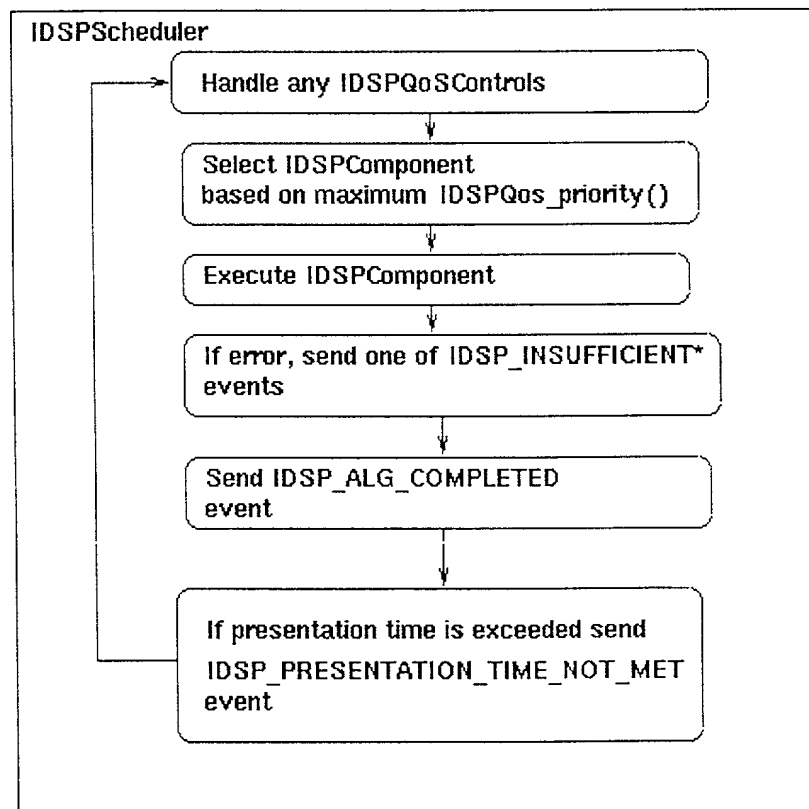 IDSPScheduler
Handle any IDSPQoSControls
Select IDSPComponent
based on maximum IDSPQos_priority()
Execute IDSPComponent
If error, send one of IDSP_INSUFFICIENT*
events
Send IDSP_ALG_COMPLETED
event
If presentation time is exceeded send
IDSP_PRESENTATION_TIME_NOT_MET
event